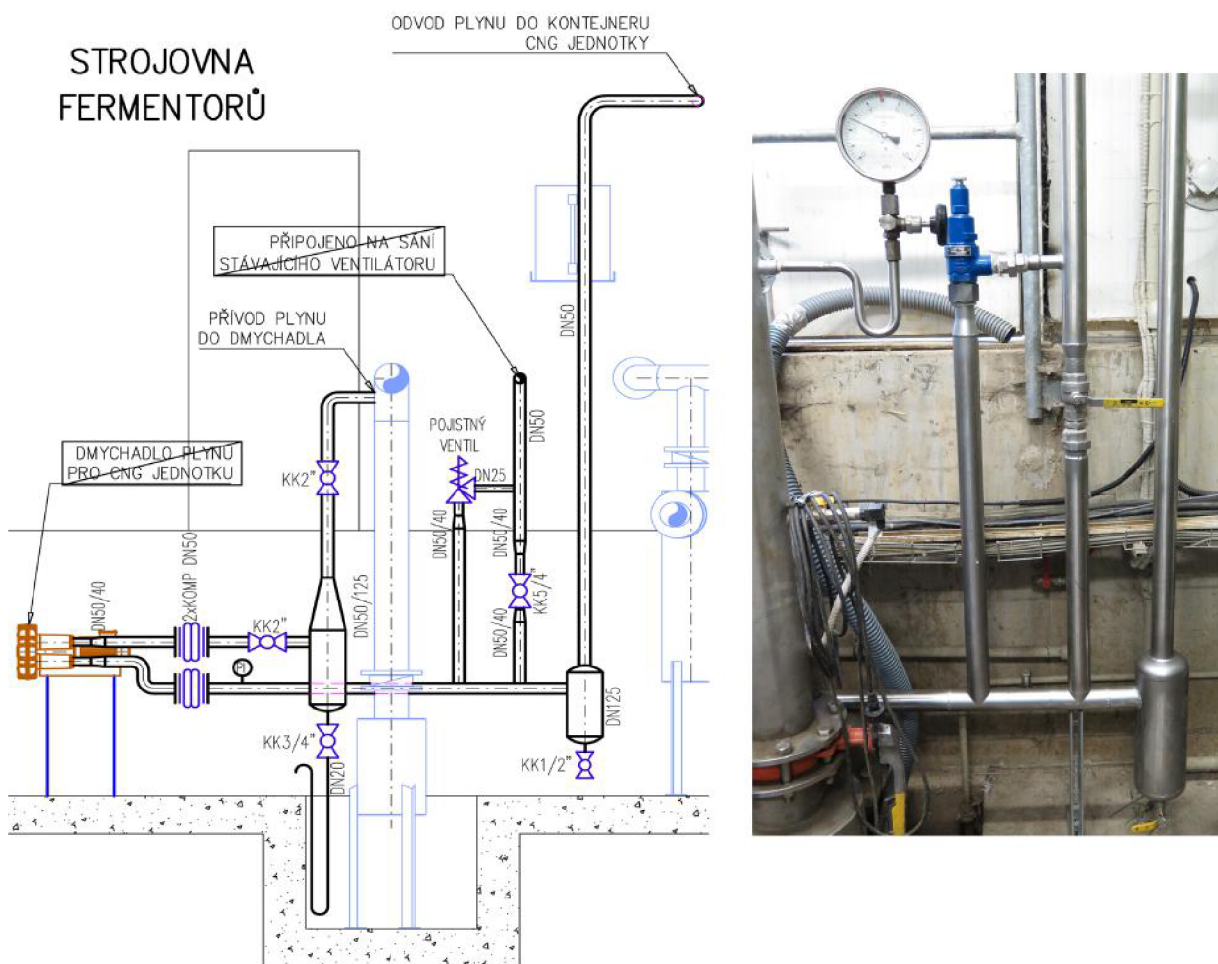 ODVOD PLYNU DO KONTEJNERU
CNG JEDNOTKY
STROJOVNA
FERMENTORŮ
PŘIPOJENO NA SÁNÍ
STÁVAJÍCÍHO VENTILÁTORU
DN50
PŘÍVOD PLYNU
DO DMYCHADLA
POJISTNÝ
VENTIL
DN50
DMYCHADLO PLYNU
PRO CNG JEDNOTKU
KK2"
DN25
DN50/40
DN50/40
2xKOMP DN50
DN50/125
KK5/4"
DN50/40
KK2"
DN50/40
PI
DN125
KK3/4"
KK1/2"
DN20